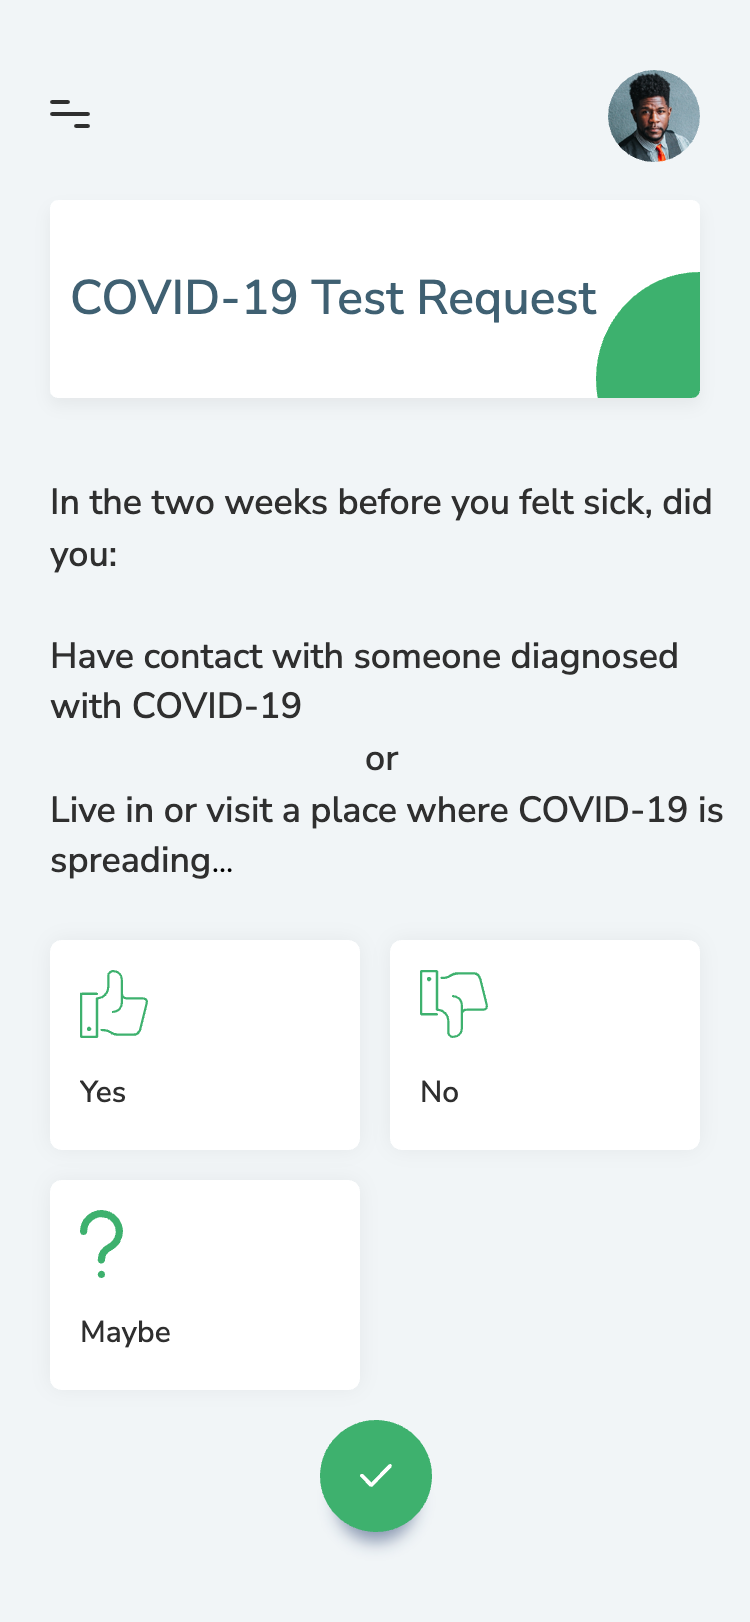 COVID-19 Test Request
In the two weeks before you felt sick, did
you:
Have contact with someone diagnosed
with COVID-19
or
Live in or visit a place where COVID-19 is
spreading...
Yes
No
Maybe